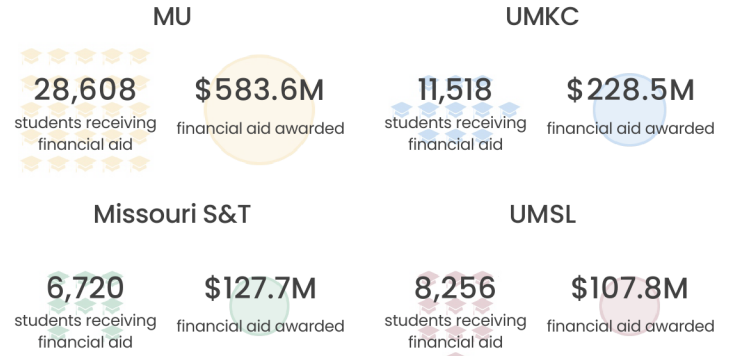 MU
28,608
students receiving
financial aid
$583.6M
financial aid awarded
UMKC
11,518
students receiving
financial aid
$228.5M
financial aid awarded
Missouri S&T
6,720
students receiving
financial aid
$127.7M
financial aid awarded
UMSL
8,256
students receiving
financial aid
$107.8M
financial aid awarded